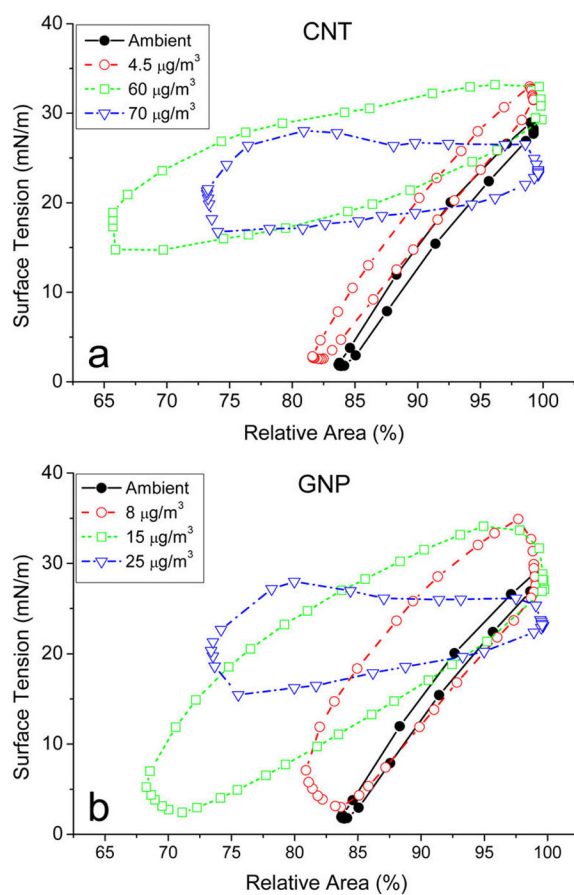 CNT
Ambient
4.5 μg/m³
60 μg/m³
70 μg/m³
40
30
20
10
0
Surface Tension (mN/m)
a
65 70 75 80 85 90 95 100
Relative Area (%)
GNP
Ambient
8 μg/m³
15 μg/m³
25 μg/m³
40
30
20
10
0
Surface Tension (mN/m)
b
65 70 75 80 85 90 95 100
Relative Area (%)